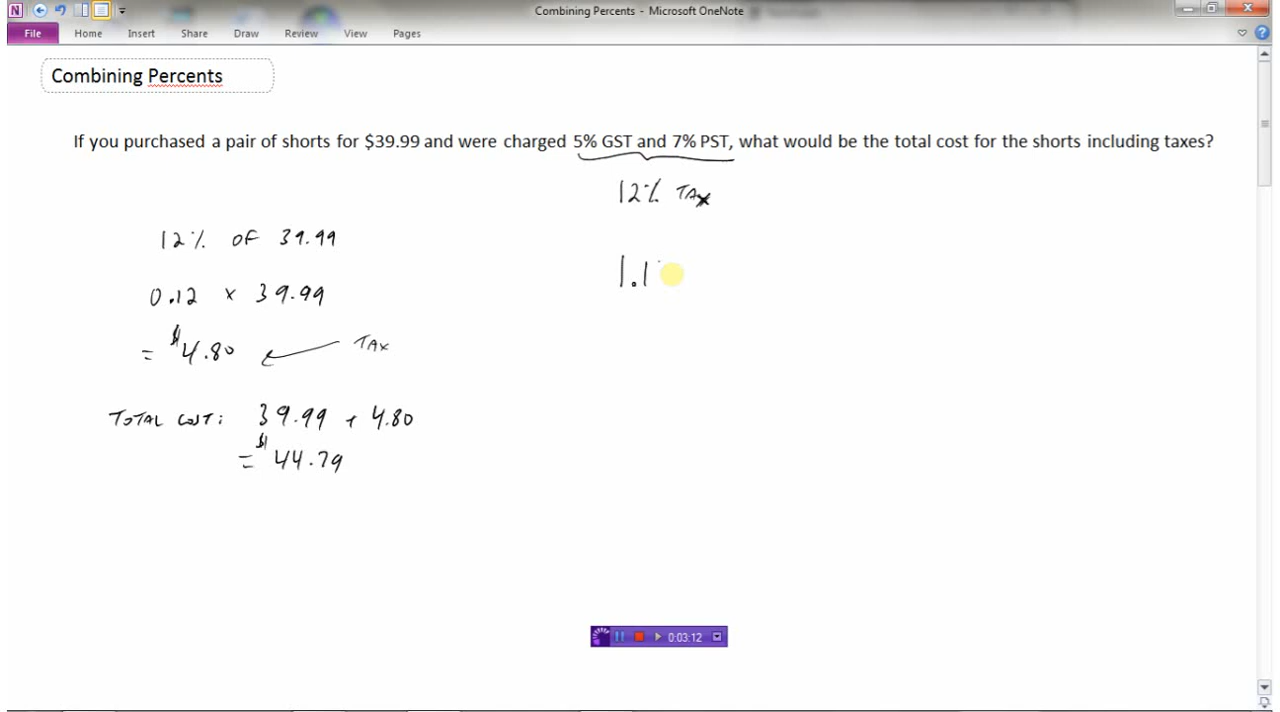 Combining Percents - Microsoft OneNote
File Home Insert Share Draw Review View Pages
Combining Percents
If you purchased a pair of shorts for $39.99 and were charged 5% GST and 7% PST, what would be the total cost for the shorts including taxes?
12% TAX
12% OF 39.99
1.1
0.12 x 39.99
= $4.80 TAX
TOTAL COST: 39.99 + 4.80
= $44.79
0:03:12